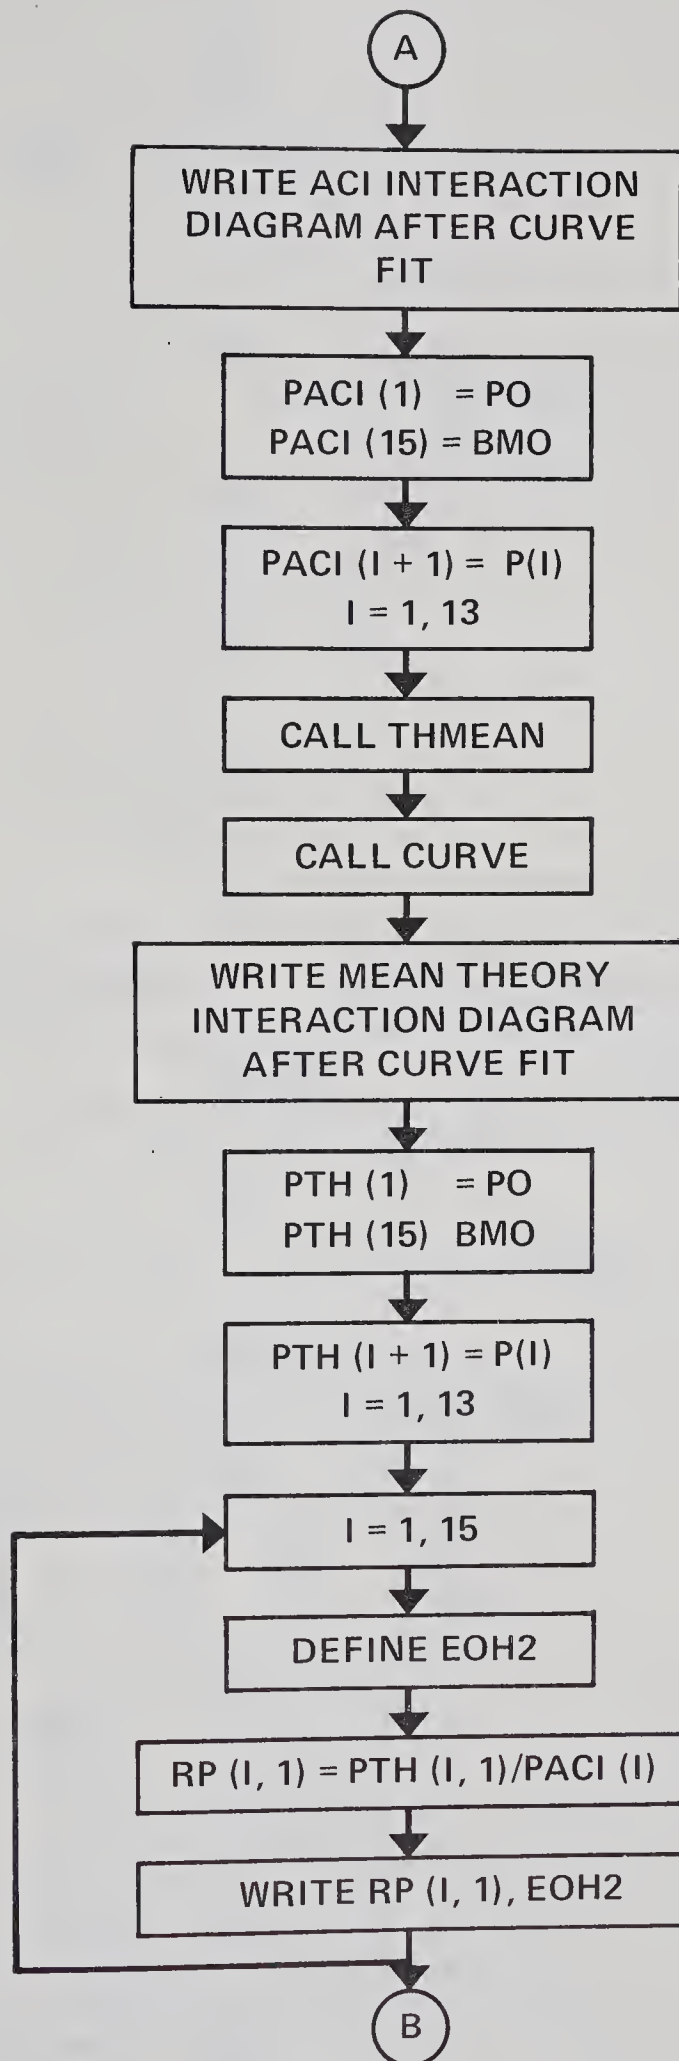 A
WRITE ACI INTERACTION
DIAGRAM AFTER CURVE
FIT
PACI (1) = PO
PACI (15) = BMO
PACI (I + 1) = P(I)
I = 1, 13
CALL THMEAN
CALL CURVE
WRITE MEAN THEORY
INTERACTION DIAGRAM
AFTER CURVE FIT
PTH (1) = PO
PTH (15) BMO
PTH (I + 1) = P(I)
I = 1, 13
I = 1, 15
DEFINE EOH2
RP (I, 1) = PTH (I, 1)/PACI (I)
WRITE RP (I, 1), EOH2
B